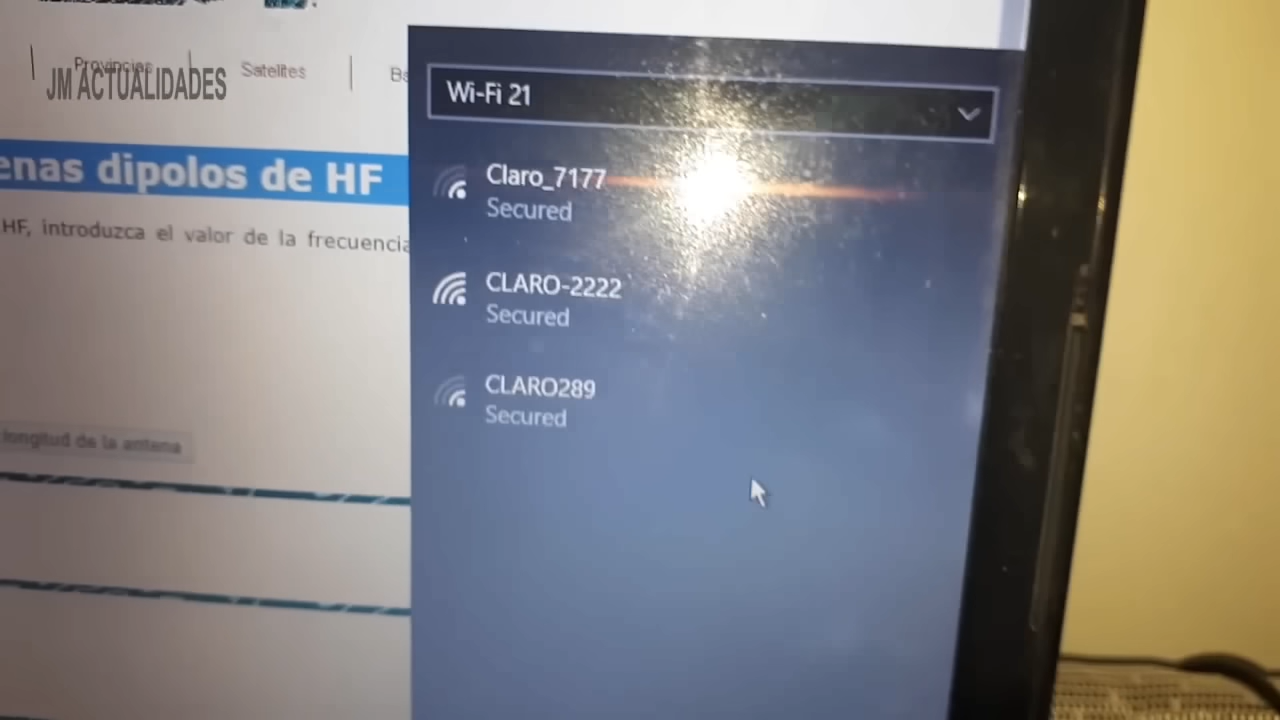 Provincias
Satelites
JM ACTUALIDADES
Wi-Fi 21
enas dipolos de HF
Claro_7177
Secured
HF, introduzca el valor de la frecuencia
CLARO-2222
Secured
CLARO289
Secured
longitud de la antena